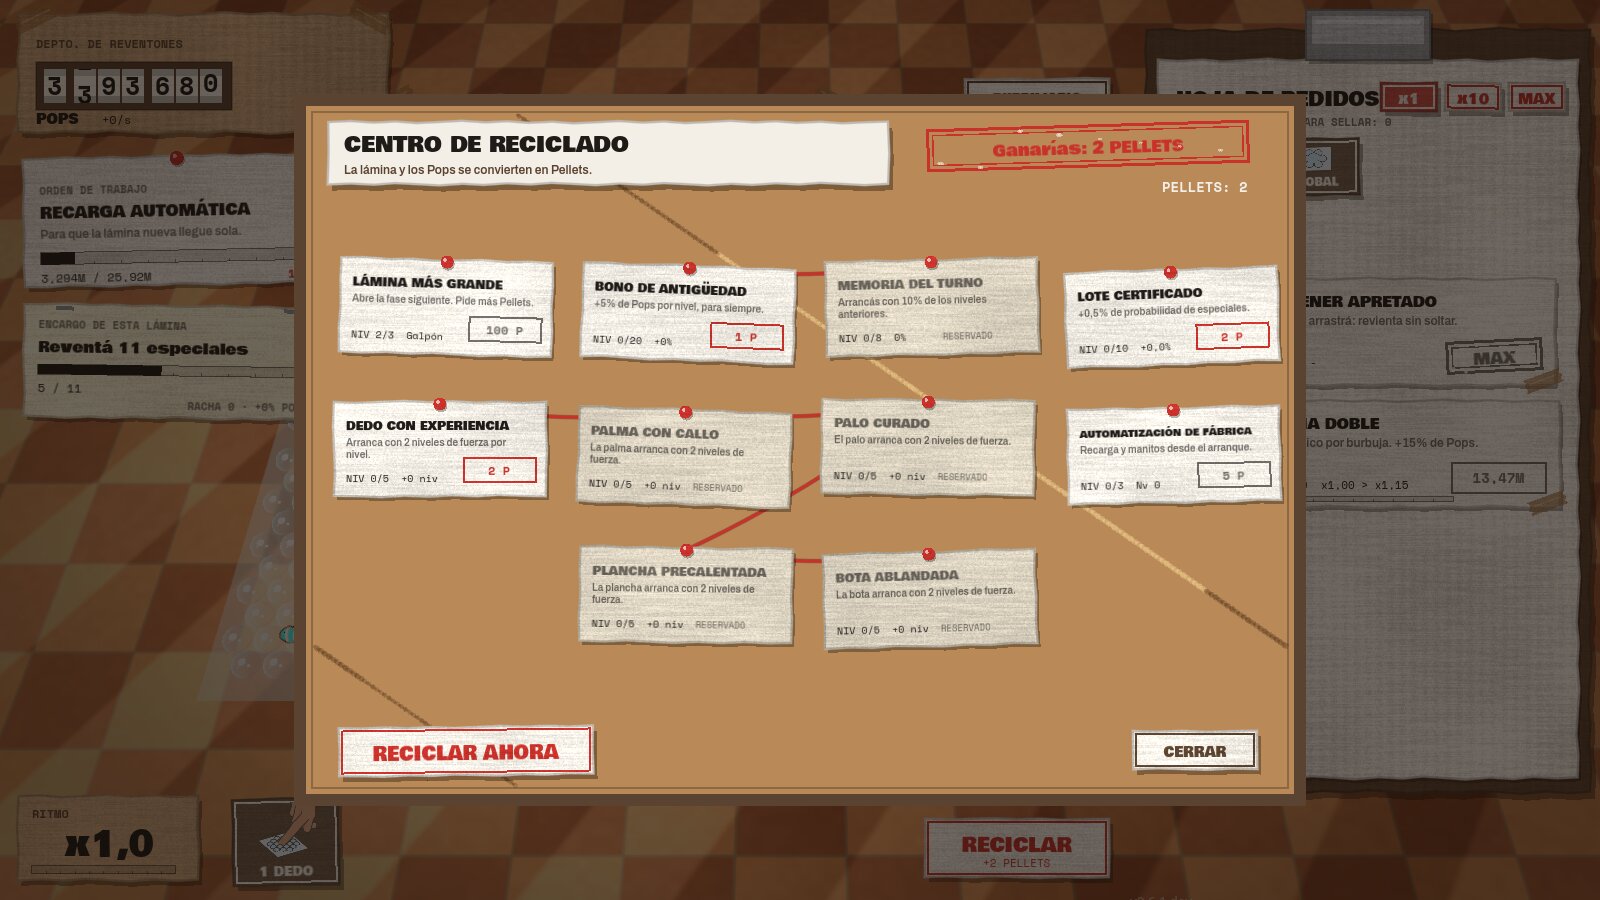 DEPTO. DE REVENTONES
3 393 680
POPS +0/s
ORDEN DE TRABAJO
RECARGA AUTOMÁTICA
Para que la lámina nueva llegue sola.
3,294M / 25,92M
ENCARGO DE ESTA LÁMINA
Reventá 11 especiales
5 / 11
RACHA 0 · +0% PO
RITMO
x1,0
1 DEDO
CENTRO DE RECICLADO
La lámina y los Pops se convierten en Pellets.
Ganarías: 2 PELLETS
PELLETS: 2
LÁMINA MÁS GRANDE
Abre la fase siguiente. Pide más Pellets.
NIV 2/3 Galpón
100 P
BONO DE ANTIGÜEDAD
+5% de Pops por nivel, para siempre.
NIV 0/20 +0%
1 P
MEMORIA DEL TURNO
Arrancás con 10% de los niveles
anteriores.
NIV 0/8 0%
RESERVADO
LOTE CERTIFICADO
+0,5% de probabilidad de especiales.
NIV 0/10 +0,0%
2 P
DEDO CON EXPERIENCIA
Arranca con 2 niveles de fuerza por
nivel.
NIV 0/5 +0 niv
2 P
PALMA CON CALLO
La palma arranca con 2 niveles de
fuerza.
NIV 0/5 +0 niv RESERVADO
PALO CURADO
El palo arranca con 2 niveles de fuerza.
NIV 0/5 +0 niv RESERVADO
AUTOMATIZACIÓN DE FÁBRICA
Recarga y manitos desde el arranque.
NIV 0/3 Nv 0
5 P
PLANCHA PRECALENTADA
La plancha arranca con 2 niveles de
fuerza.
NIV 0/5 +0 niv RESERVADO
BOTA ABLANDADA
La bota arranca con 2 niveles de fuerza.
NIV 0/5 +0 niv RESERVADO
RECICLAR AHORA
CERRAR
RECICLAR
+2 PELLETS
HOJA DE PEDIDOS
x1
x10
MAX
ARA SELLAR: 0
OBAL
ENER APRETADO
arrastrá: revienta sin soltar.
MAX
A DOBLE
ico por burbuja. +15% de Pops.
x1,00 > x1,15
13,47M